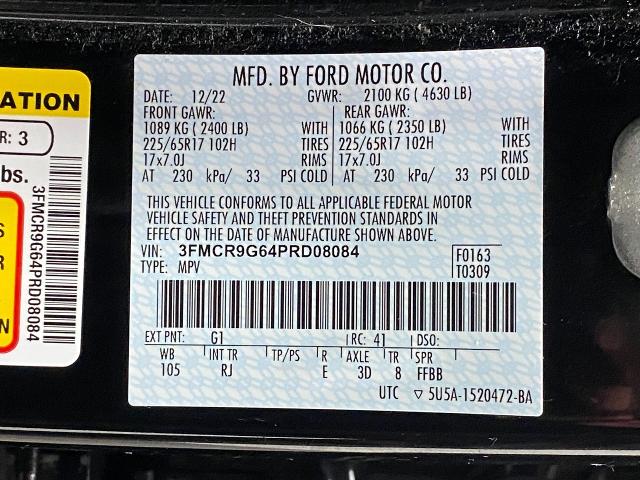 ATION
R: 3
bs.
S
R
R
N
3FMCR9G64PRD08084
MFD. BY FORD MOTOR CO.
DATE: 12/22 GVWR: 2100 KG ( 4630 LB)
FRONT GAWR: REAR GAWR:
1089 KG ( 2400 LB) WITH 1066 KG ( 2350 LB) WITH
225/65R17 102H TIRES 225/65R17 102H TIRES
17x7.0J RIMS 17x7.0J RIMS
AT 230 kPa/ 33 PSI COLD AT 230 kPa/ 33 PSI COLD
THIS VEHICLE CONFORMS TO ALL APPLICABLE FEDERAL MOTOR
VEHICLE SAFETY AND THEFT PREVENTION STANDARDS IN
EFFECT ON THE DATE OF MANUFACTURE SHOWN ABOVE.
VIN: 3FMCR9G64PRD08084 F0163
TYPE: MPV T0309
EXT PNT: G1 RC: 41 DSO:
WB INT TR TP/PS R AXLE TR SPR
105 RJ E 3D 8 FFBB
UTC ▽ 5U5A-1520472-BA